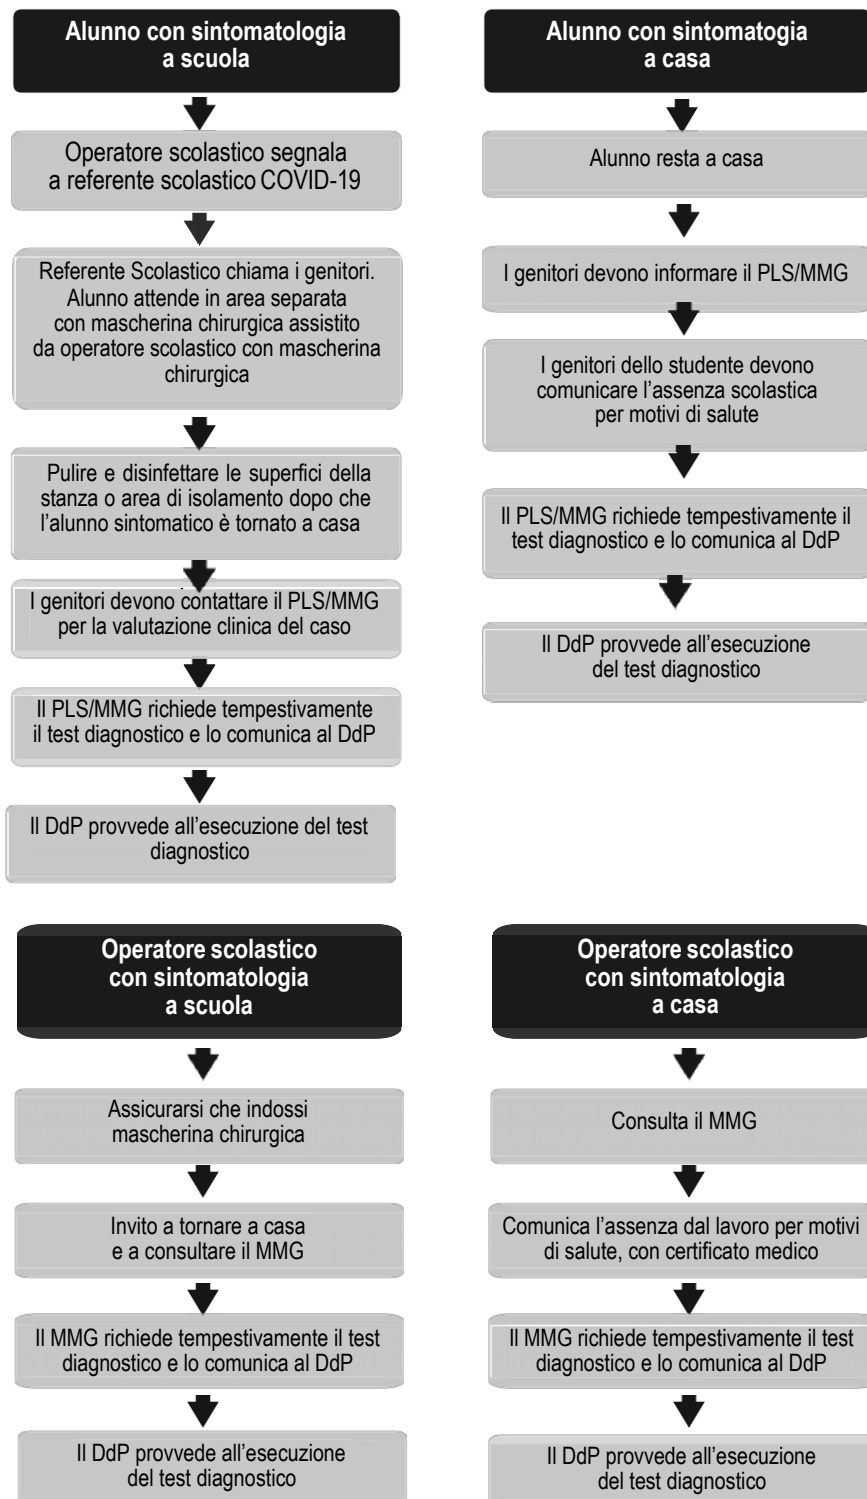 Alunno con sintomatologia
a scuola
Operatore scolastico segnala
a referente scolastico COVID-19
Referente Scolastico chiama i genitori.
Alunno attende in area separata
con mascherina chirurgica assistito
da operatore scolastico con mascherina
chirurgica
Pulire e disinfettare le superfici della
stanza o area di isolamento dopo che
l'alunno sintomatico è tornato a casa
I genitori devono contattare il PLS/MMG
per la valutazione clinica del caso
Il PLS/MMG richiede tempestivamente
il test diagnostico e lo comunica al DdP
Il DdP provvede all'esecuzione del test
diagnostico
Alunno con sintomatogia
a casa
Alunno resta a casa
I genitori devono informare il PLS/MMG
I genitori dello studente devono
comunicare l'assenza scolastica
per motivi di salute
Il PLS/MMG richiede tempestivamente il
test diagnostico e lo comunica al DdP
Il DdP provvede all'esecuzione
del test diagnostico
Operatore scolastico
con sintomatologia
a scuola
Assicurarsi che indossi
mascherina chirurgica
Invito a tornare a casa
e a consultare il MMG
Il MMG richiede tempestivamente il test
diagnostico e lo comunica al DdP
Il DdP provvede all'esecuzione
del test diagnostico
Operatore scolastico
con sintomatologia
a casa
Consulta il MMG
Comunica l'assenza dal lavoro per motivi
di salute, con certificato medico
Il MMG richiede tempestivamente il test
diagnostico e lo comunica al DdP
Il DdP provvede all'esecuzione
del test diagnostico